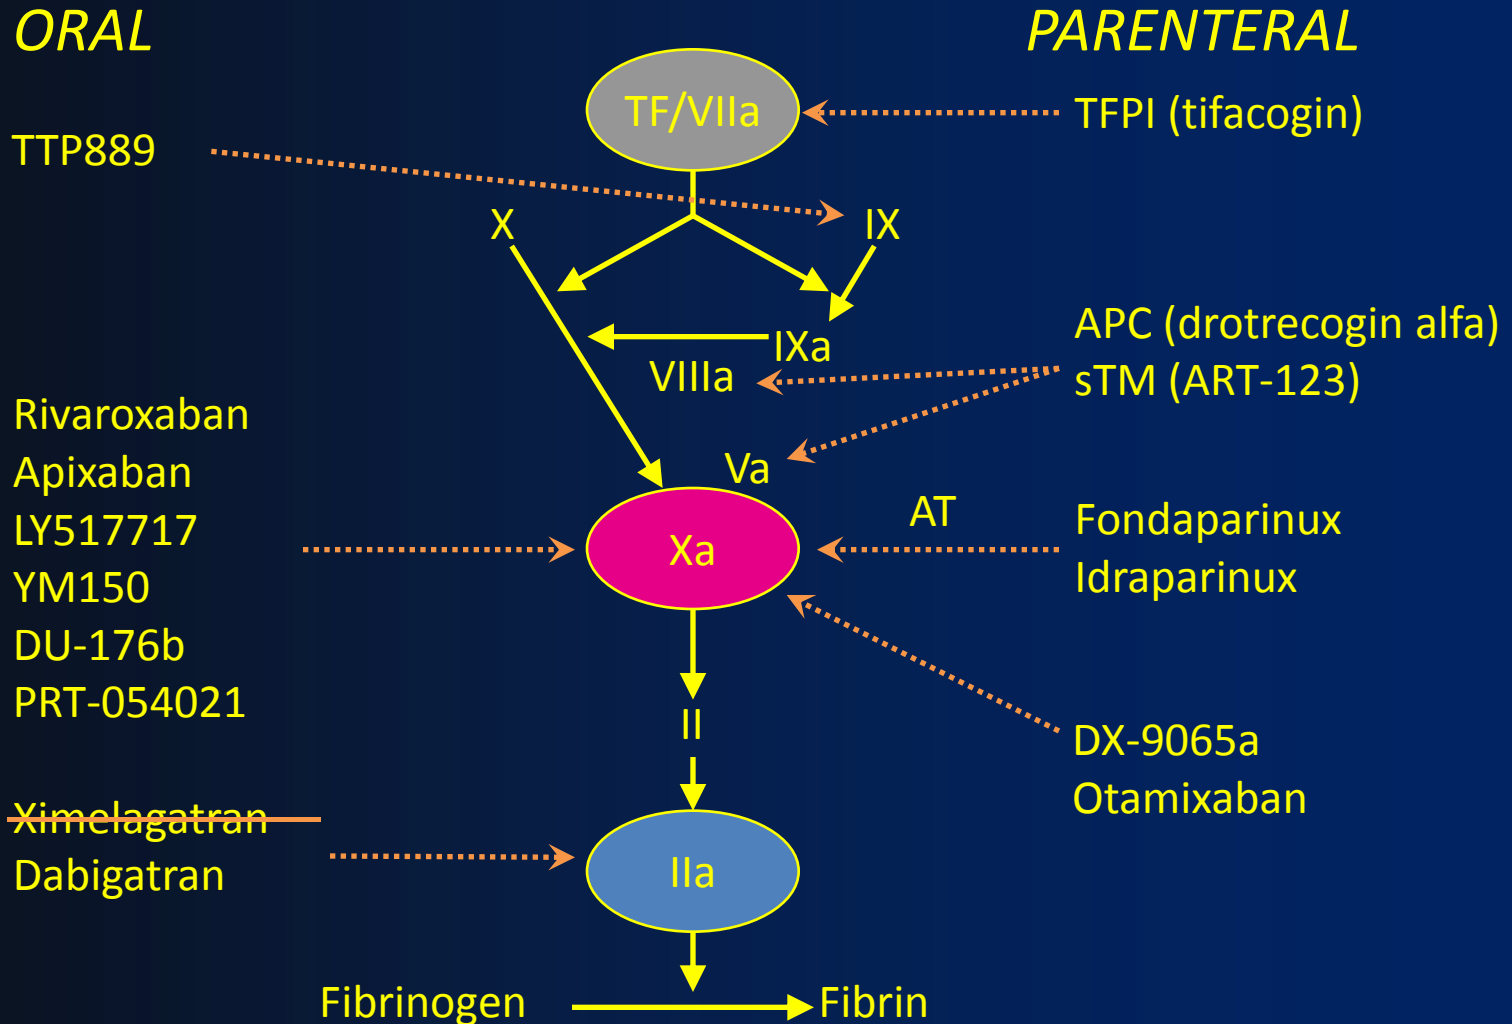 ORAL
PARENTERAL
TF/VIIa
TFPI (tifacogin)
TTP889
X
IX
IXa
VIIIa
APC (drotrecogin alfa)
sTM (ART-123)
Rivaroxaban
Apixaban
LY517717
YM150
DU-176b
PRT-054021
Va
Xa
AT
Fondaparinux
Idraparinux
II
DX-9065a
Otamixaban
Ximelagatran
Dabigatran
IIa
Fibrinogen
Fibrin